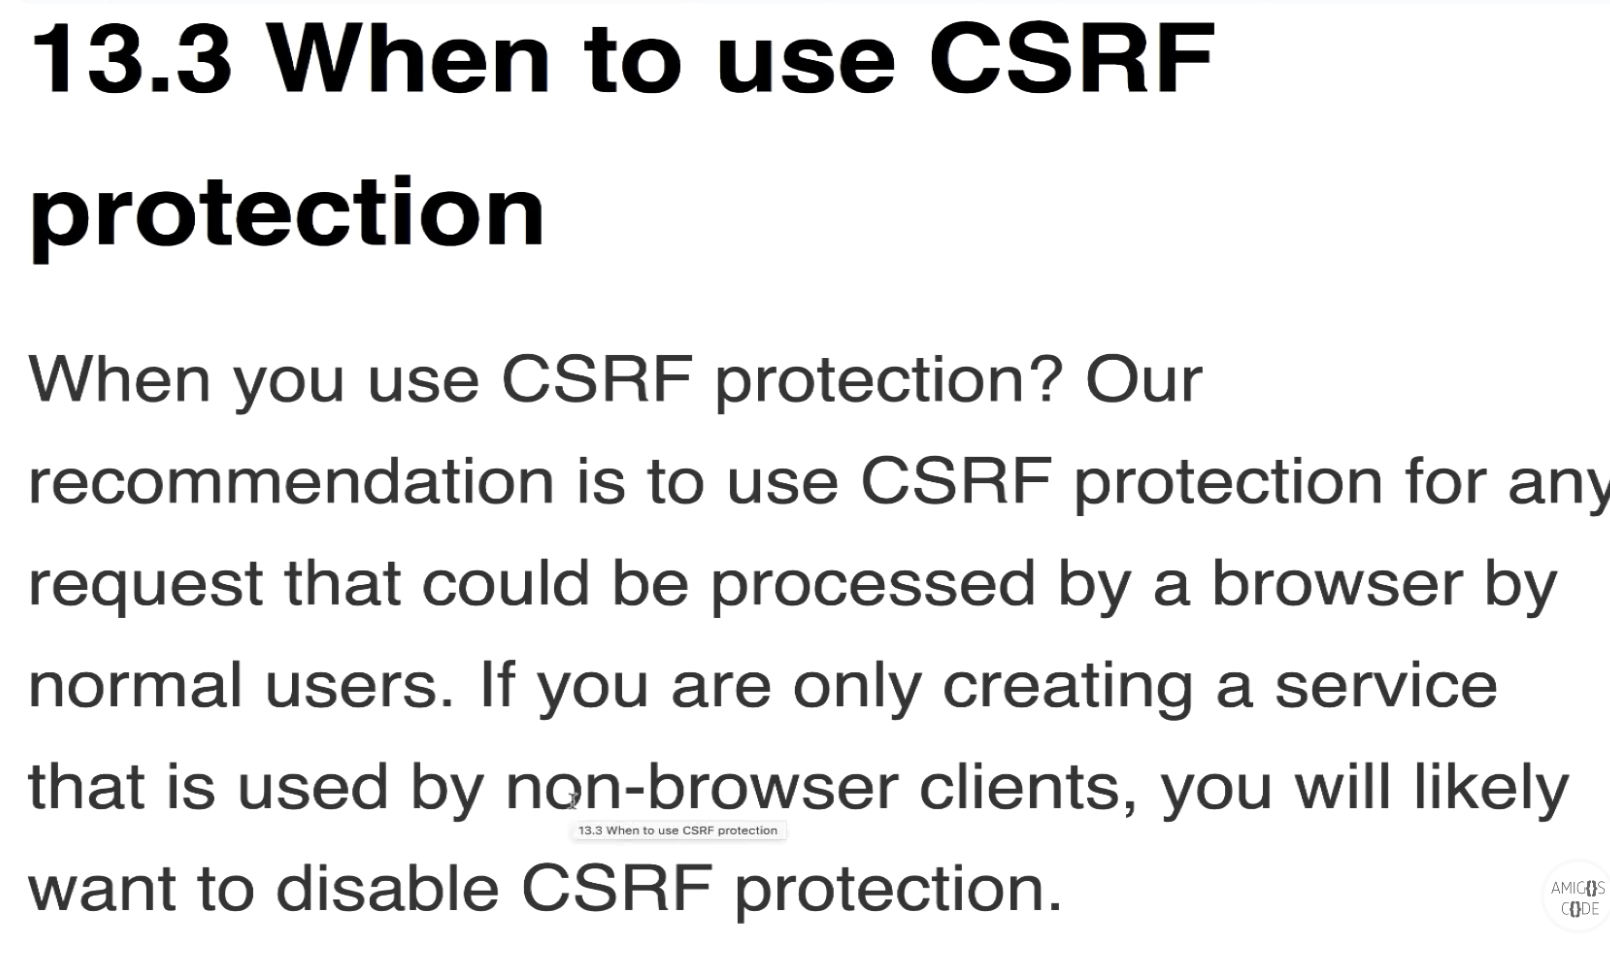 13.3 When to use CSRF
protection
When you use CSRF protection? Our
recommendation is to use CSRF protection for any
request that could be processed by a browser by
normal users. If you are only creating a service
that is used by non-browser clients, you will likely
13.3 When to use CSRF protection
want to disable CSRF protection.
AMIG{}S
C{}DE